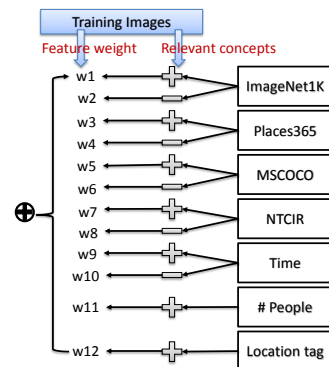 Training Images
Feature weight Relevant concepts
w1
w2
ImageNet1K
w3
w4
Places365
w5
w6
MSCOCO
w7
w8
NTCIR
w9
w10
Time
w11
# People
w12
Location tag